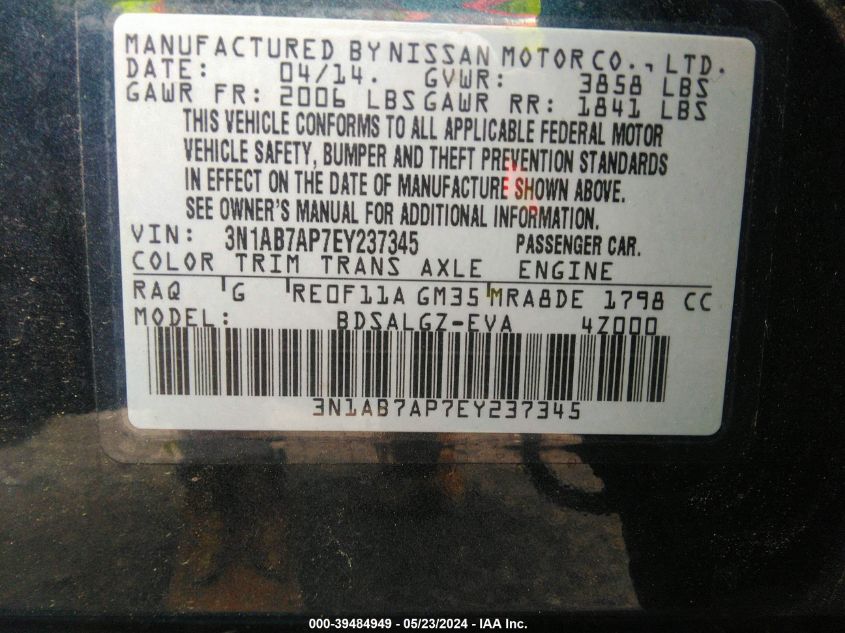 MANUFACTURED BY NISSAN MOTOR CO., LTD.
DATE: 04/14. GVWR: 3858 LBS
GAWR FR: 2006 LBS GAWR RR: 1841 LBS
THIS VEHICLE CONFORMS TO ALL APPLICABLE FEDERAL MOTOR
VEHICLE SAFETY, BUMPER AND THEFT PREVENTION STANDARDS
IN EFFECT ON THE DATE OF MANUFACTURE SHOWN ABOVE.
SEE OWNER'S MANUAL FOR ADDITIONAL INFORMATION.
VIN: 3N1AB7AP7EY237345 PASSENGER CAR.
COLOR TRIM TRANS AXLE ENGINE
RAQ G RE0F11A GM35 MRA8DE 1798 CC
MODEL: BDSALGZ-EVA 4Z000
3N1AB7AP7EY237345
000-39484949 - 05/23/2024 - IAA Inc.